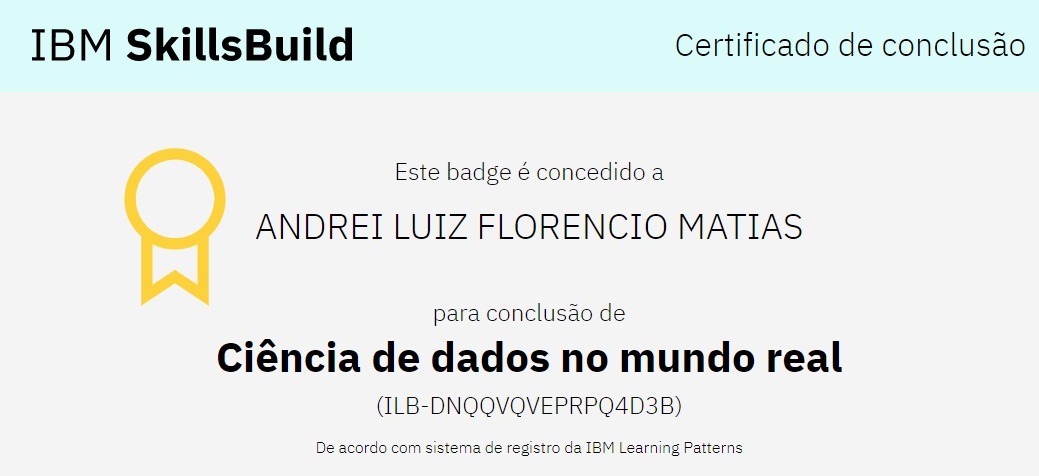 IBM SkillsBuild
Certificado de conclusão
Este badge é concedido a
ANDREI LUIZ FLORENCIO MATIAS
para conclusão de
Ciência de dados no mundo real
(ILB-DNQQVQVEPRPQ4D3B)
De acordo com sistema de registro da IBM Learning Patterns